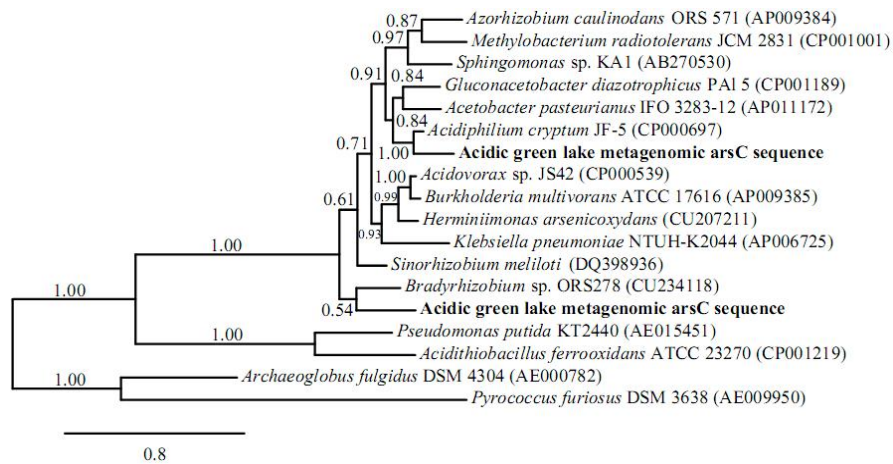 0.87
Azorhizobium caulinodans ORS 571 (AP009384)
0.97
Methylobacterium radiotolerans JCM 2831 (CP001001)
Sphingomonas sp. KA1 (AB270530)
0.91
0.84
Gluconacetobacter diazotrophicus PAl 5 (CP001189)
Acetobacter pasteurianus IFO 3283-12 (AP011172)
0.84
Acidiphilium cryptum JF-5 (CP000697)
0.71
1.00
Acidic green lake metagenomic arsC sequence
1.00
Acidovorax sp. JS42 (CP000539)
0.61
0.99
Burkholderia multivorans ATCC 17616 (AP009385)
Herminiimonas arsenicoxydans (CU207211)
0.93
Klebsiella pneumoniae NTUH-K2044 (AP006725)
1.00
Sinorhizobium meliloti (DQ398936)
Bradyrhizobium sp. ORS278 (CU234118)
1.00
0.54
Acidic green lake metagenomic arsC sequence
Pseudomonas putida KT2440 (AE015451)
1.00
Acidithiobacillus ferrooxidans ATCC 23270 (CP001219)
1.00
Archaeoglobus fulgidus DSM 4304 (AE000782)
Pyrococcus furiosus DSM 3638 (AE009950)
0.8